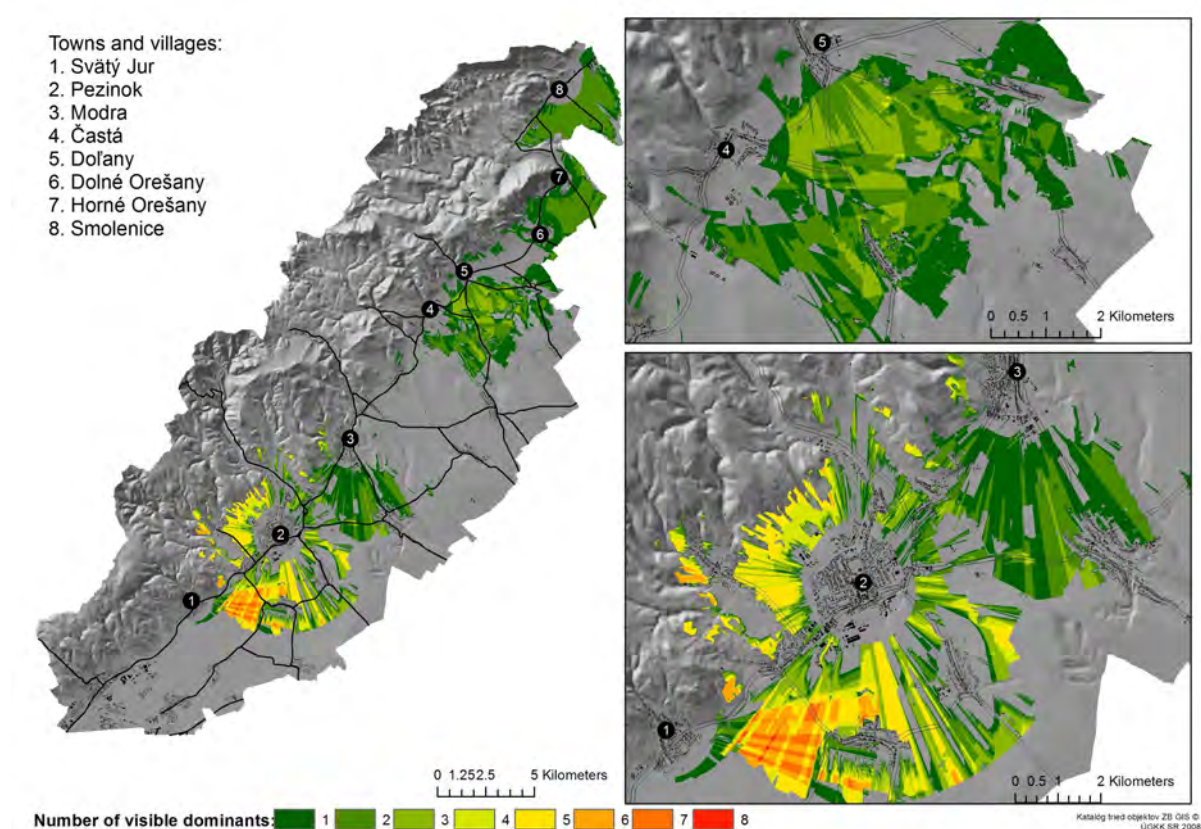 Towns and villages:
1. Svätý Jur
2. Pezinok
3. Modra
4. Častá
5. Doľany
6. Dolné Orešany
7. Horné Orešany
8. Smolenice
8
7
6
5
4
3
2
1
0 1.252.5 5 Kilometers
5
4
0 0.5 1 2 Kilometers
3
2
1
0 0.5 1 2 Kilometers
Number of visible dominants: 1 2 3 4 5 6 7 8
Katalóg tried objektov ZB GIS ©
ÚGKK SR 2008